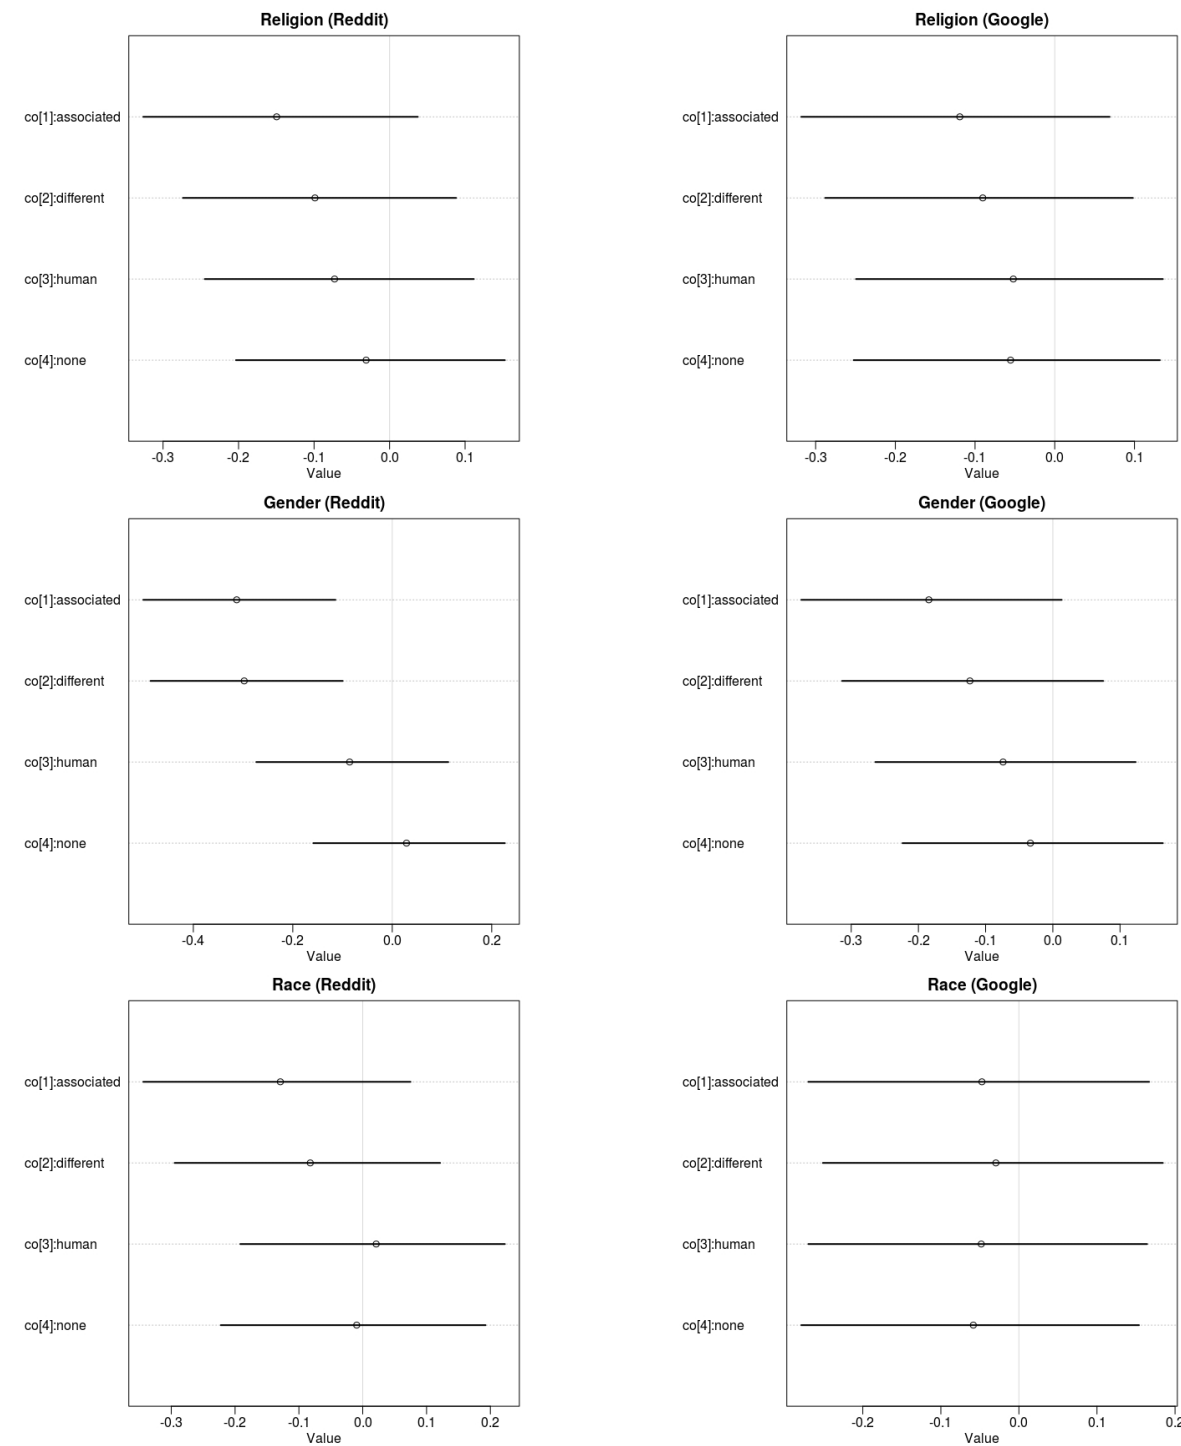 Religion (Reddit)
co[1]:associated
co[2]:different
co[3]:human
co[4]:none
-0.3 -0.2 -0.1 0.0 0.1
Value
Religion (Google)
co[1]:associated
co[2]:different
co[3]:human
co[4]:none
-0.3 -0.2 -0.1 0.0 0.1
Value
Gender (Reddit)
co[1]:associated
co[2]:different
co[3]:human
co[4]:none
-0.4 -0.2 0.0 0.2
Value
Gender (Google)
co[1]:associated
co[2]:different
co[3]:human
co[4]:none
-0.3 -0.2 -0.1 0.0 0.1
Value
Race (Reddit)
co[1]:associated
co[2]:different
co[3]:human
co[4]:none
-0.3 -0.2 -0.1 0.0 0.1 0.2
Value
Race (Google)
co[1]:associated
co[2]:different
co[3]:human
co[4]:none
-0.2 -0.1 0.0 0.1 0.2
Value